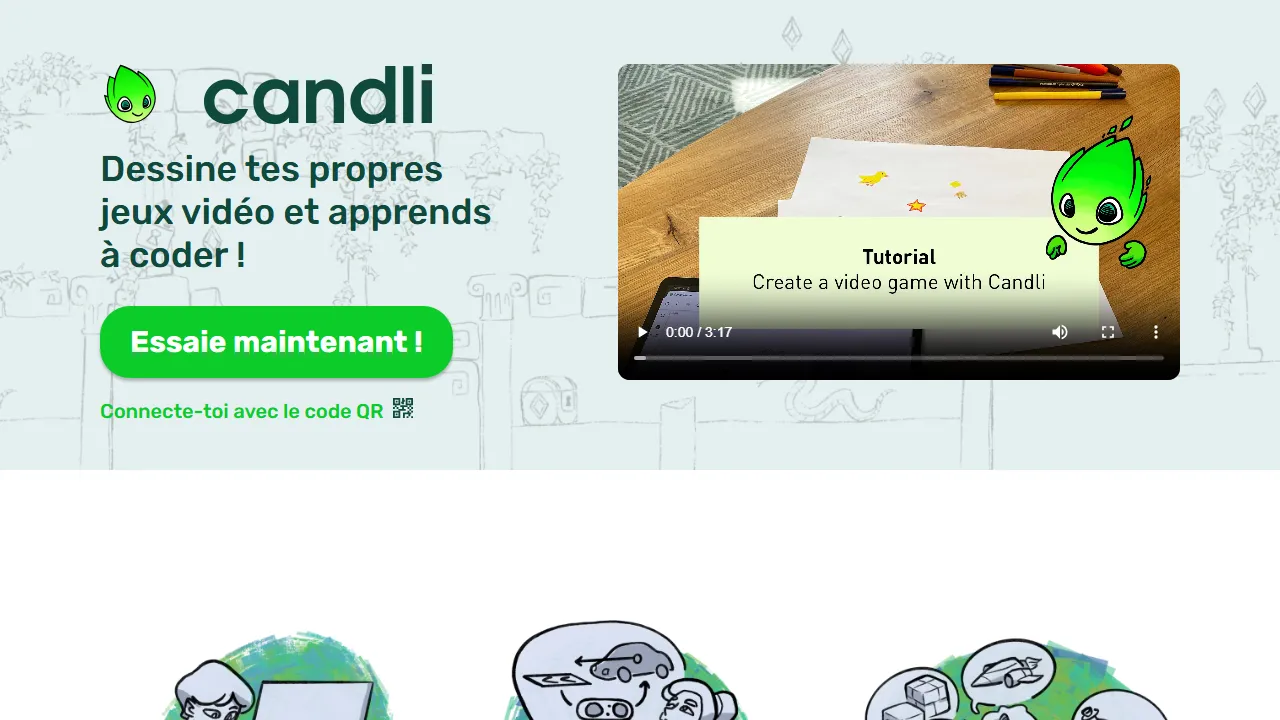 candli
Dessine tes propres
jeux vidéo et apprends
à coder !
Essaie maintenant !
Connecte-toi avec le code QR
Tutorial
Create a video game with Candli
0:00 / 3:17